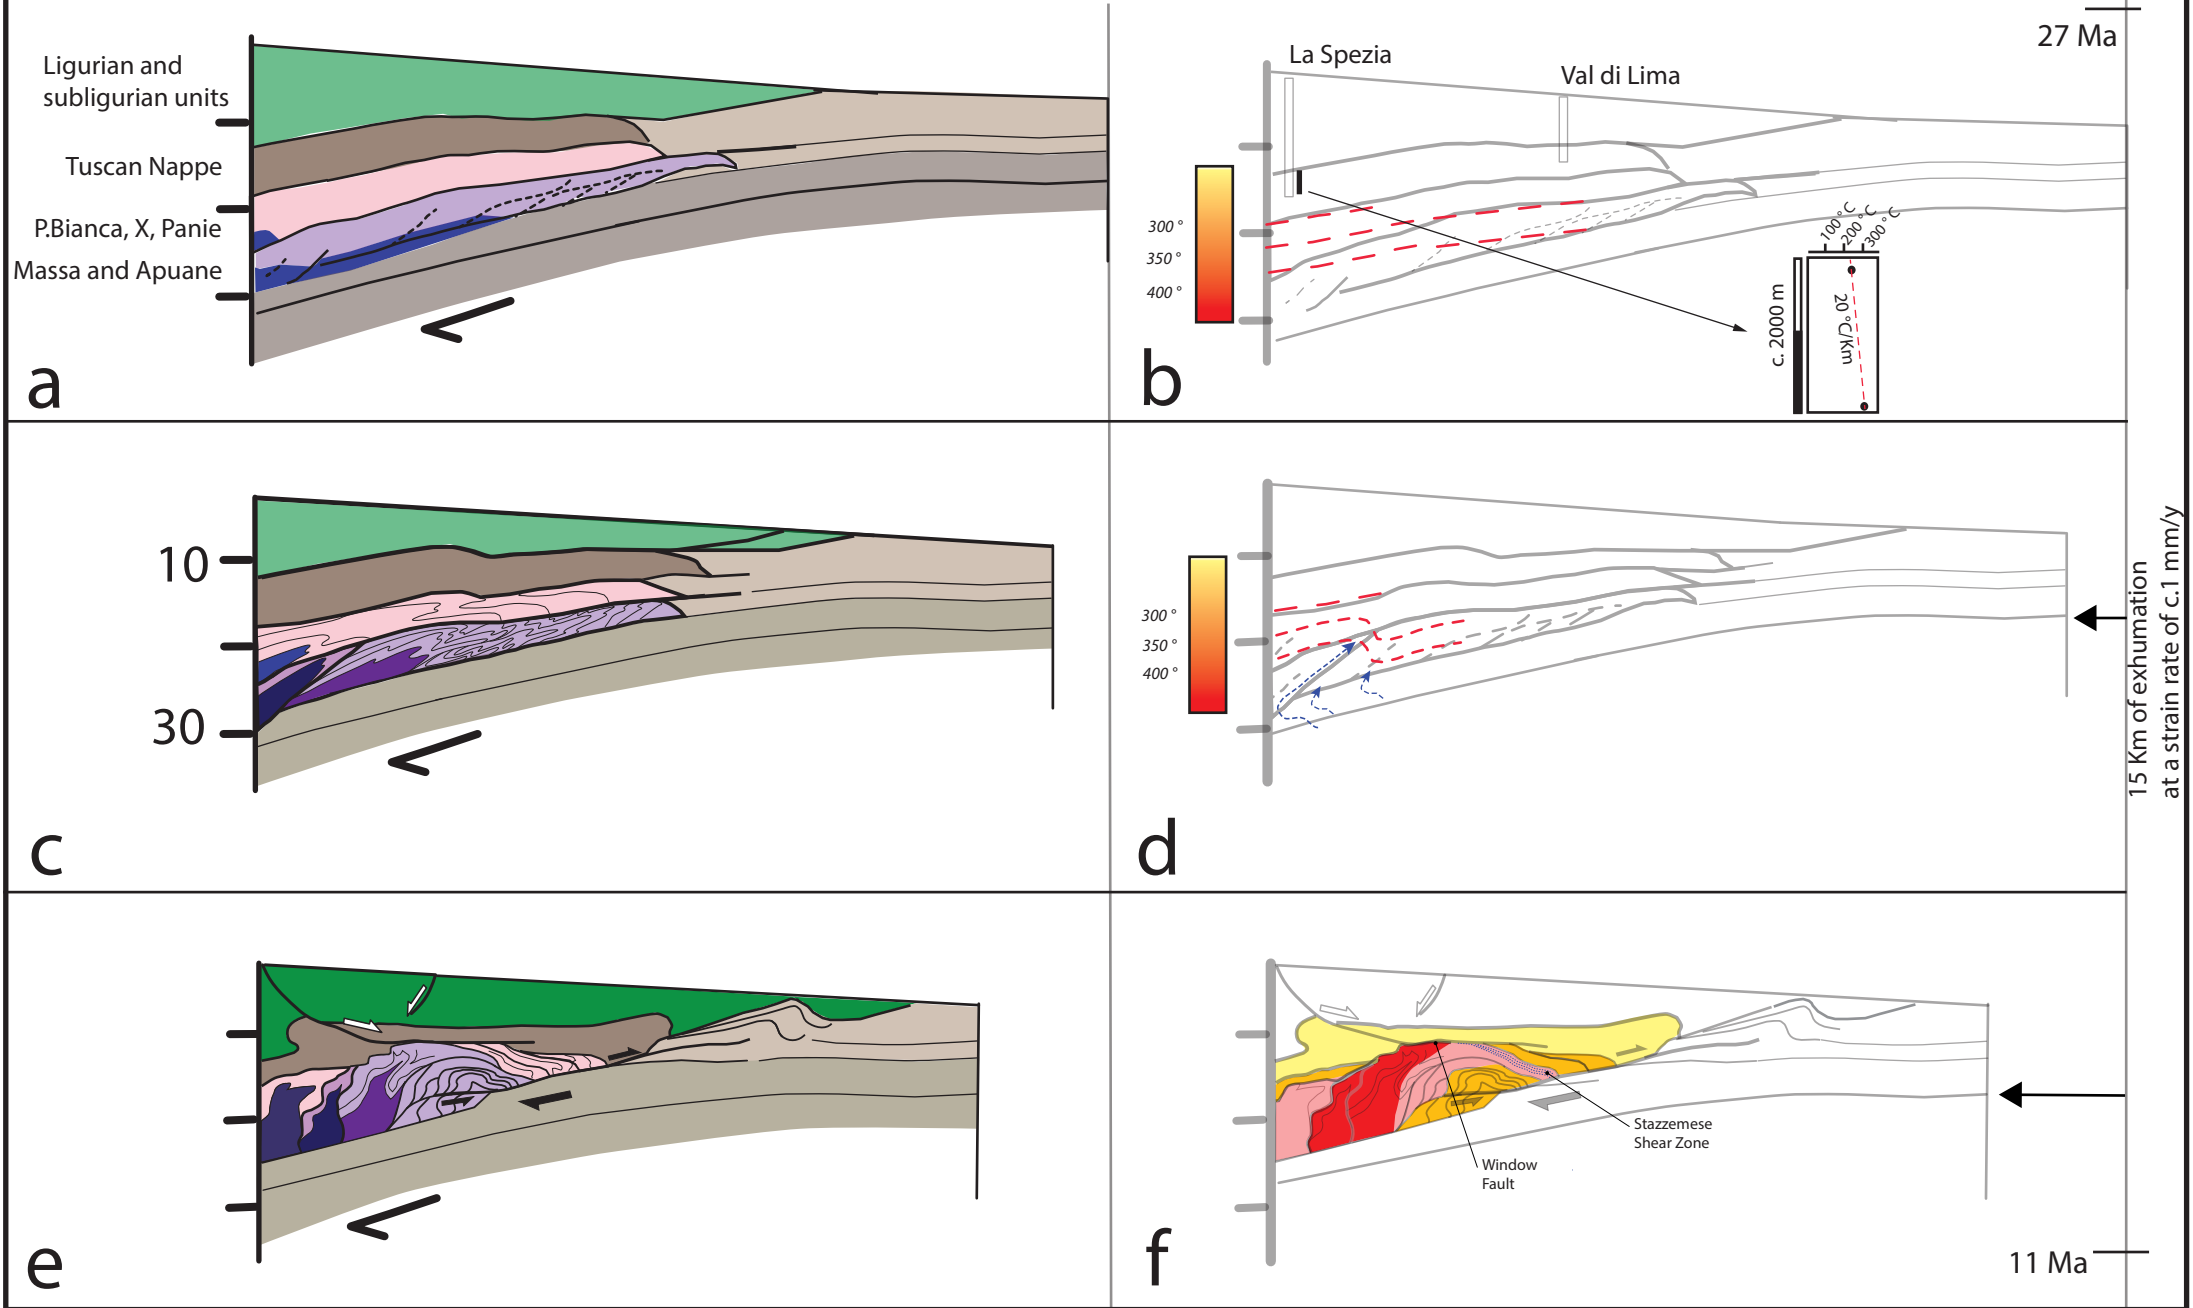 Ligurian and
subligurian units
Tuscan Nappe
P.Bianca, X, Panie
Massa and Apuane
a
27 Ma
La Spezia
Val di Lima
300 °
350 °
400 °
100 °C
200 °C
300 °C
20 °C/Km
c. 2000 m
b
10
30
c
300 °
350 °
400 °
d
15 Km of exhumation
at a strain rate of c.1 mm/y
e
Stazzemese
Shear Zone
Window
Fault
f
11 Ma